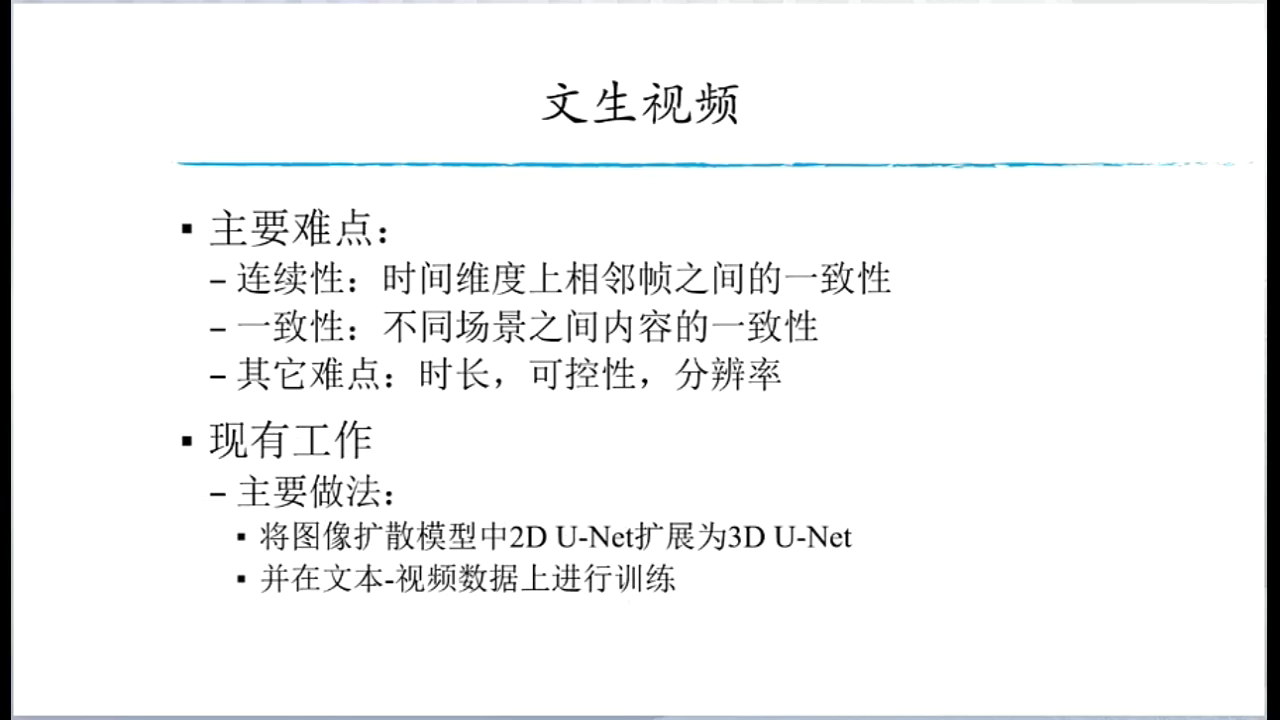 文生视频
▪ 主要难点：
– 连续性：时间维度上相邻帧之间的一致性
– 一致性：不同场景之间内容的一致性
– 其它难点：时长，可控性，分辨率
▪ 现有工作
– 主要做法：
▪ 将图像扩散模型中2D U-Net扩展为3D U-Net
▪ 并在文本-视频数据上进行训练